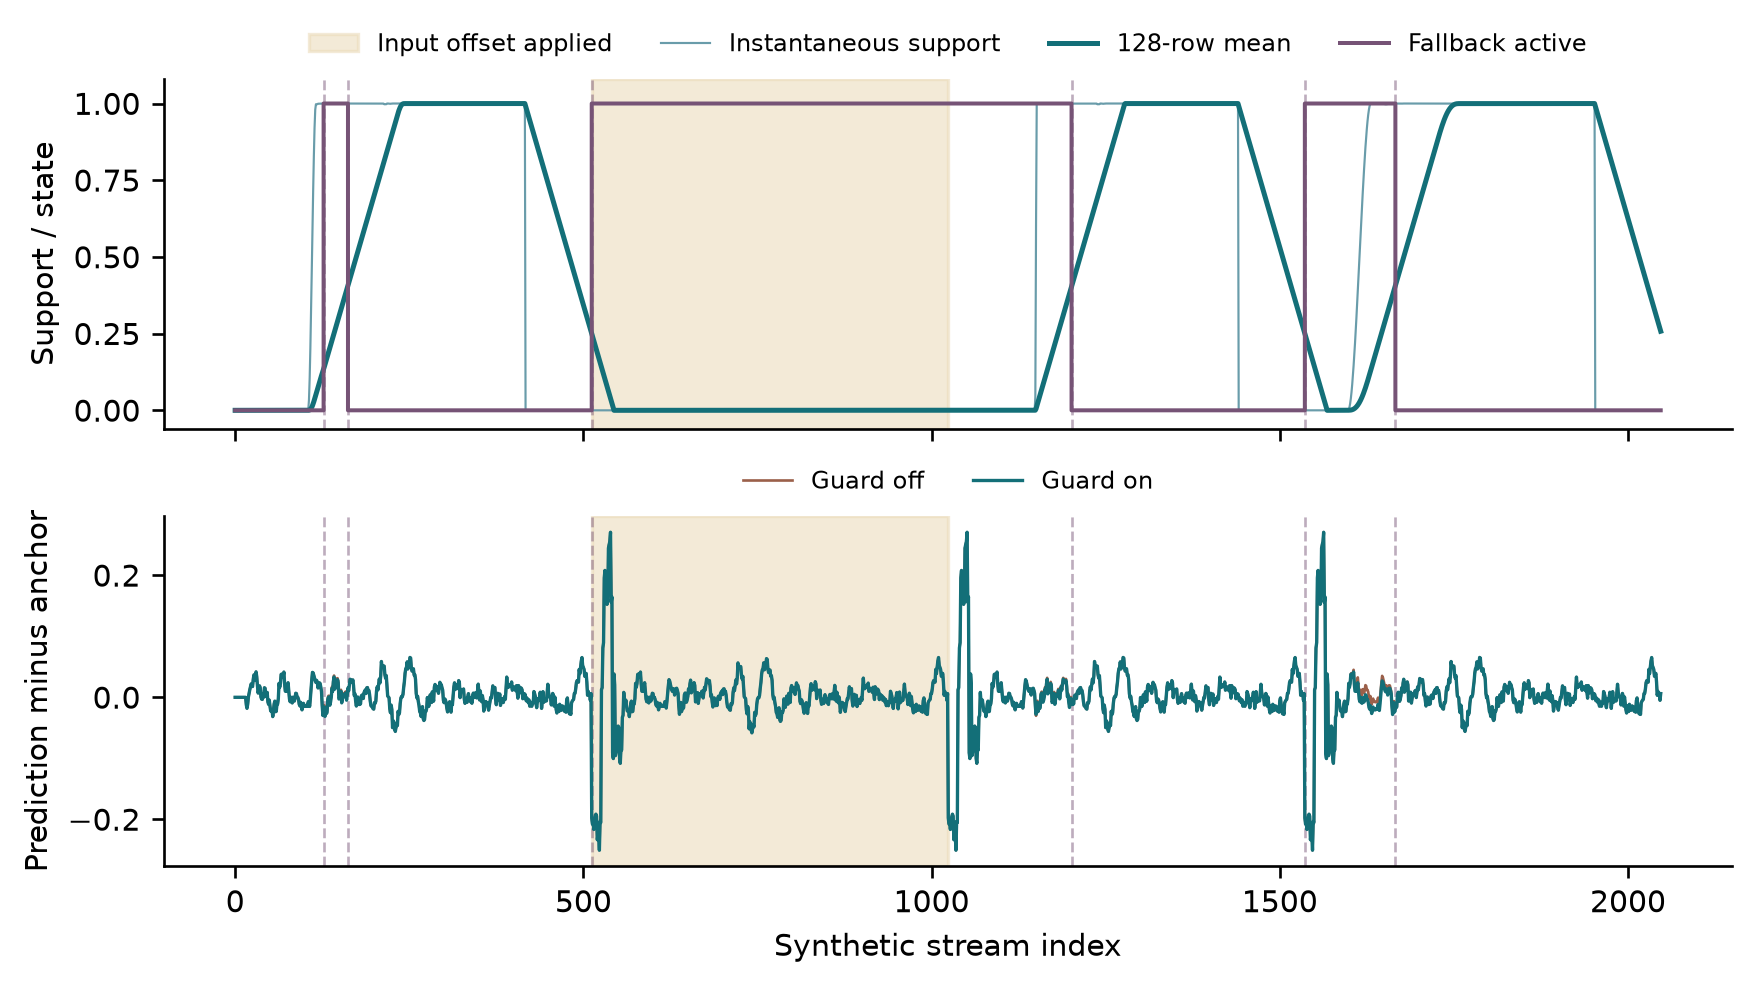 Input offset applied
Instantaneous support
128-row mean
Fallback active
Support / state
1.00
0.75
0.50
0.25
0.00
Guard off
Guard on
Prediction minus anchor
0.2
0.0
−0.2
0
500
1000
1500
2000
Synthetic stream index